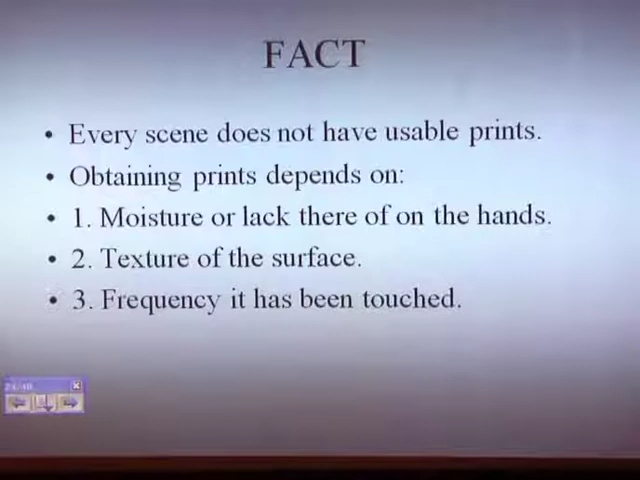 FACT
• Every scene does not have usable prints.
• Obtaining prints depends on:
• 1. Moisture or lack there of on the hands.
• 2. Texture of the surface.
• 3. Frequency it has been touched.